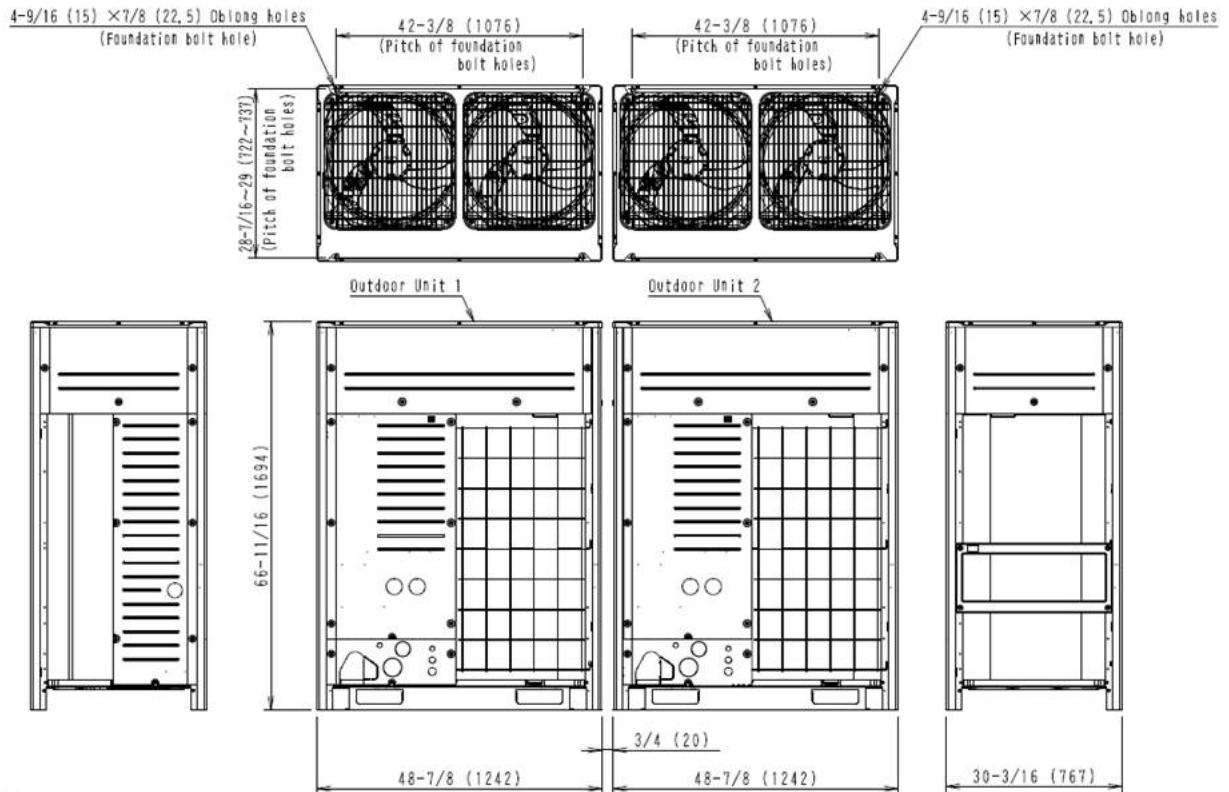 4-9/16 (15) ×7/8 (22.5) Oblong holes
(Foundation bolt hole)
42-3/8 (1076)
(Pitch of foundation
bolt holes)
42-3/8 (1076)
(Pitch of foundation
bolt holes)
4-9/16 (15) ×7/8 (22.5) Oblong holes
(Foundation bolt hole)
28-7/16~29 (722~737)
(Pitch of foundation
bolt holes)
Outdoor Unit 1
Outdoor Unit 2
66-11/16 (1694)
3/4 (20)
48-7/8 (1242)
48-7/8 (1242)
30-3/16 (767)